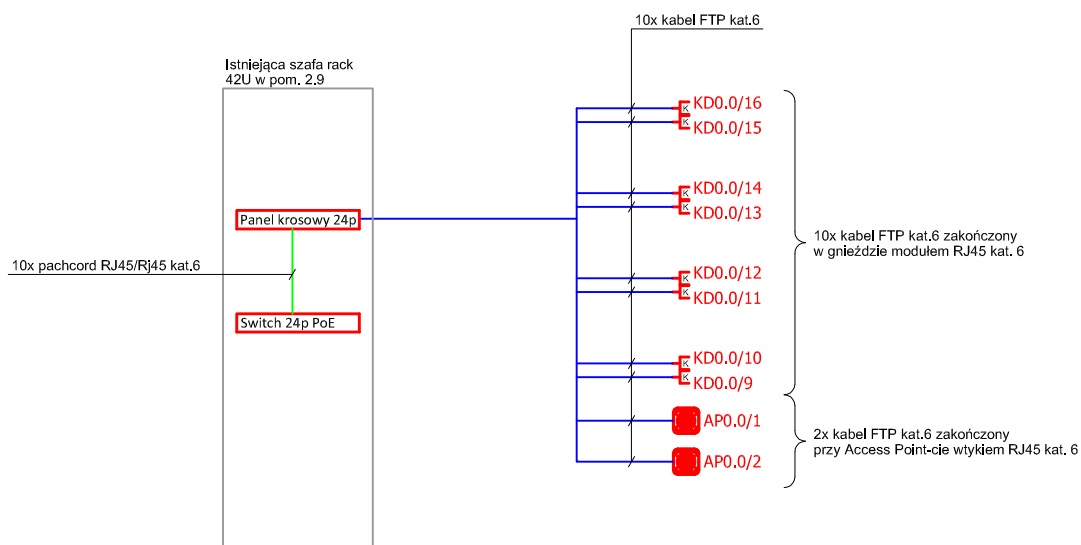 10x kabel FTP kat.6
Istniejąca szafa rack
42U w pom. 2.9
KD0.0/16
K
KD0.0/15
K
KD0.0/14
K
KD0.0/13
K
Panel krosowy 24p
10x kabel FTP kat.6 zakończony
w gnieździe modułem RJ45 kat. 6
10x pachcord RJ45/Rj45 kat.6
KD0.0/12
K
KD0.0/11
K
Switch 24p PoE
KD0.0/10
K
KD0.0/9
K
AP0.0/1
AP0.0/2
2x kabel FTP kat.6 zakończony
przy Access Point-cie wtykiem RJ45 kat. 6